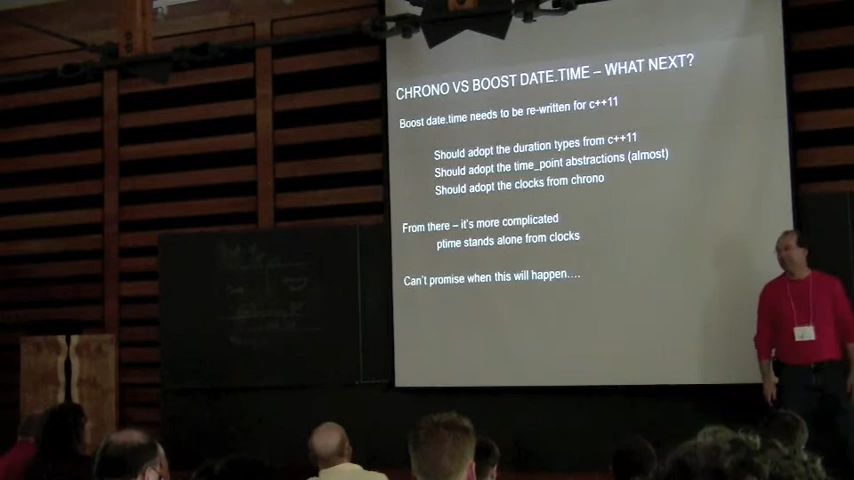 CHRONO VS BOOST DATE.TIME – WHAT NEXT?
Boost date.time needs to be re-written for c++11
Should adopt the duration types from c++11
Should adopt the time_point abstractions (almost)
Should adopt the clocks from chrono
From there – it's more complicated
ptime stands alone from clocks
Can't promise when this will happen....